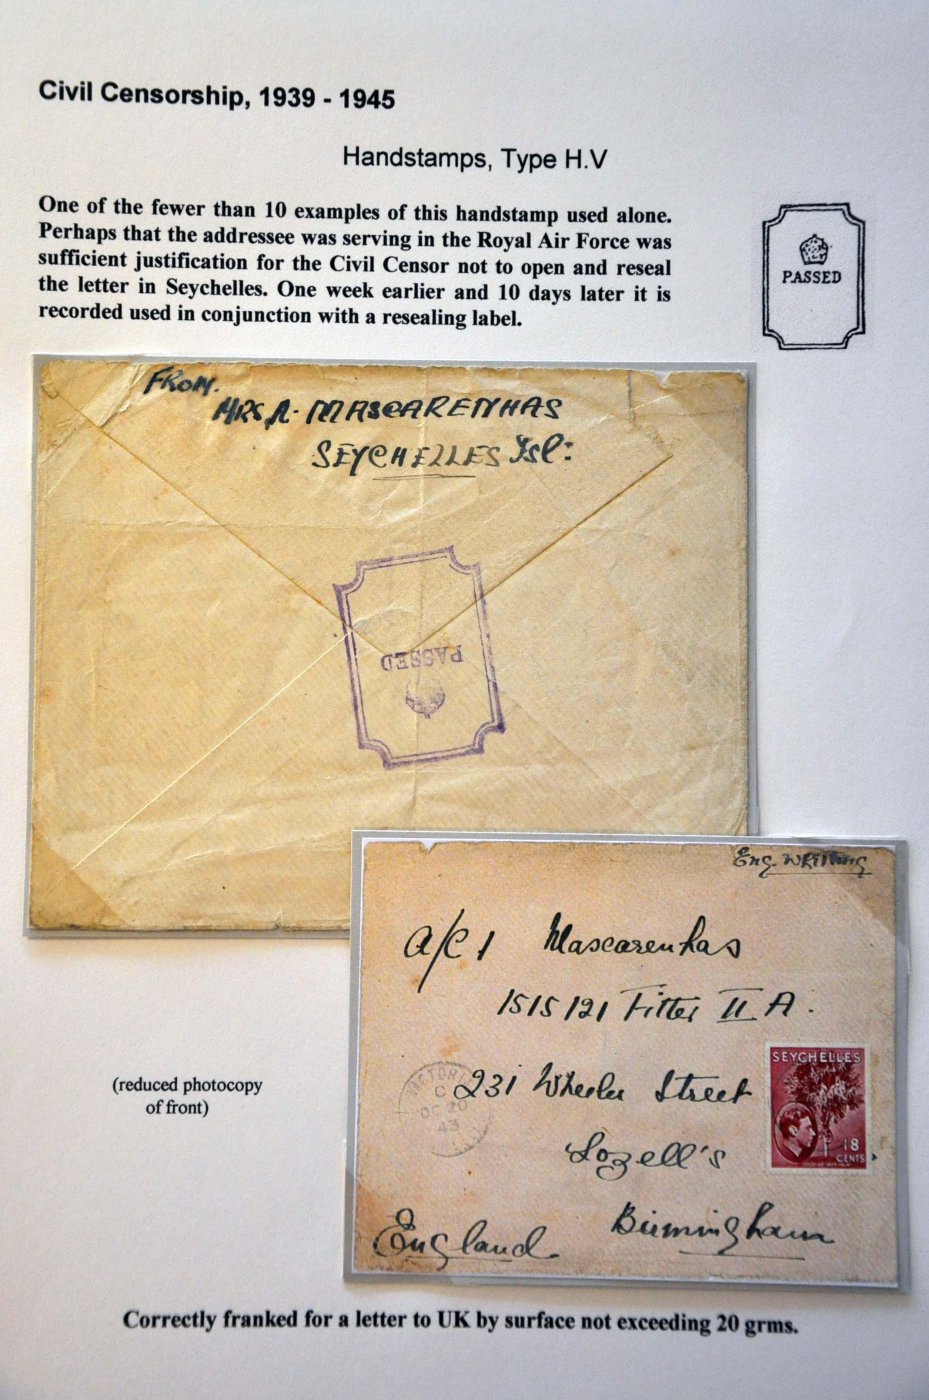 Civil Censorship, 1939 - 1945
Handstamps, Type H.V
One of the fewer than 10 examples of this handstamp used alone.
Perhaps that the addressee was serving in the Royal Air Force was
sufficient justification for the Civil Censor not to open and reseal
the letter in Seychelles. One week earlier and 10 days later it is
recorded used in conjunction with a resealing label.
PASSED
FROM.
MRS A. MASCARENHAS
SEYCHELLES Isl:
PASSED
Eng. Writing
A/C 1 Mascarenhas
1515121 Fitter II A.
231 Wheeler Street
Lozell's
Birmingham
England
VICTORIA
C
OC 20
43
SEYCHELLES
18
CENTS
(reduced photocopy
of front)
Correctly franked for a letter to UK by surface not exceeding 20 grms.